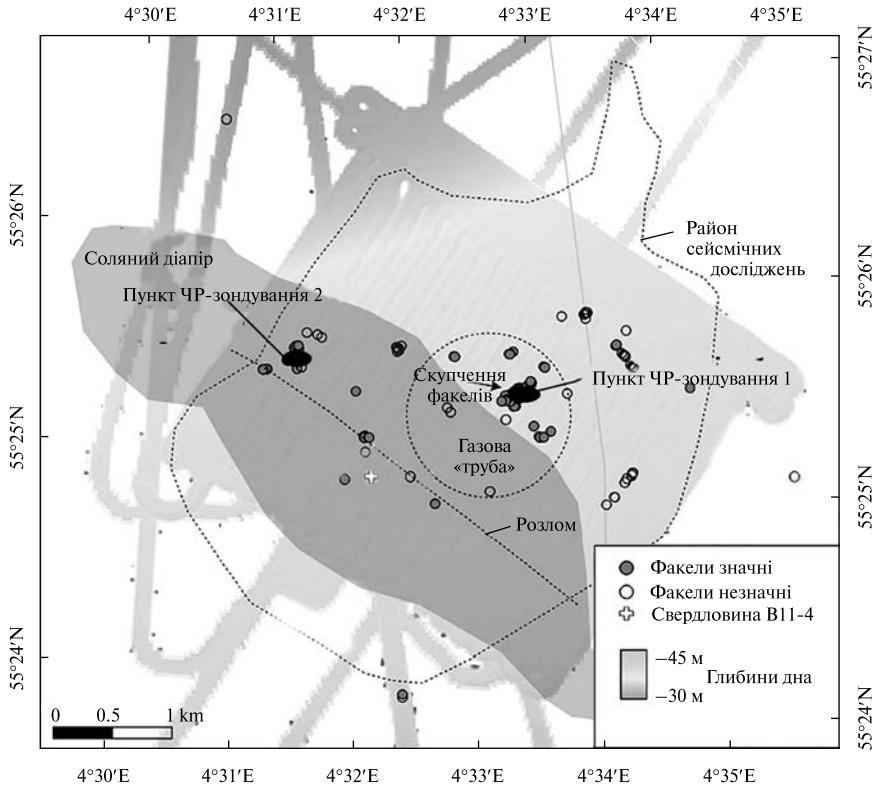 4°30′E 4°31′E 4°32′E 4°33′E 4°34′E 4°35′E
55°27′N
55°26′N
55°26′N
55°25′N
55°25′N
55°24′N
55°24′N
Район
сейсмічних
досліджень
Соляний діапір
Пункт ЧР-зондування 2
Скупчення
факелів
Пункт ЧР-зондування 1
Газова
«труба»
Розлом
Факели значні
Факели незначні
Свердловина В11-4
−45 м
Глибини дна
−30 м
0 0.5 1 km
4°30′E 4°31′E 4°32′E 4°33′E 4°34′E 4°35′E